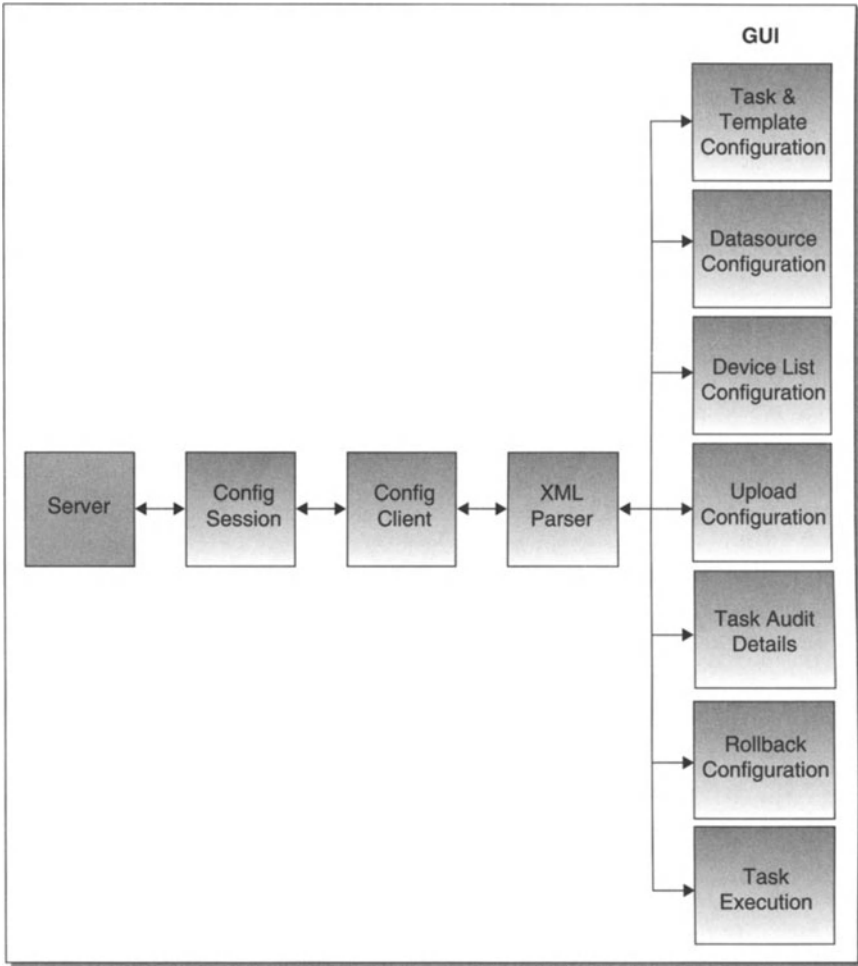 GUI
Task &
Template
Configuration
Datasource
Configuration
Device List
Configuration
Server
Config
Session
Config
Client
XML
Parser
Upload
Configuration
Task Audit
Details
Rollback
Configuration
Task
Execution